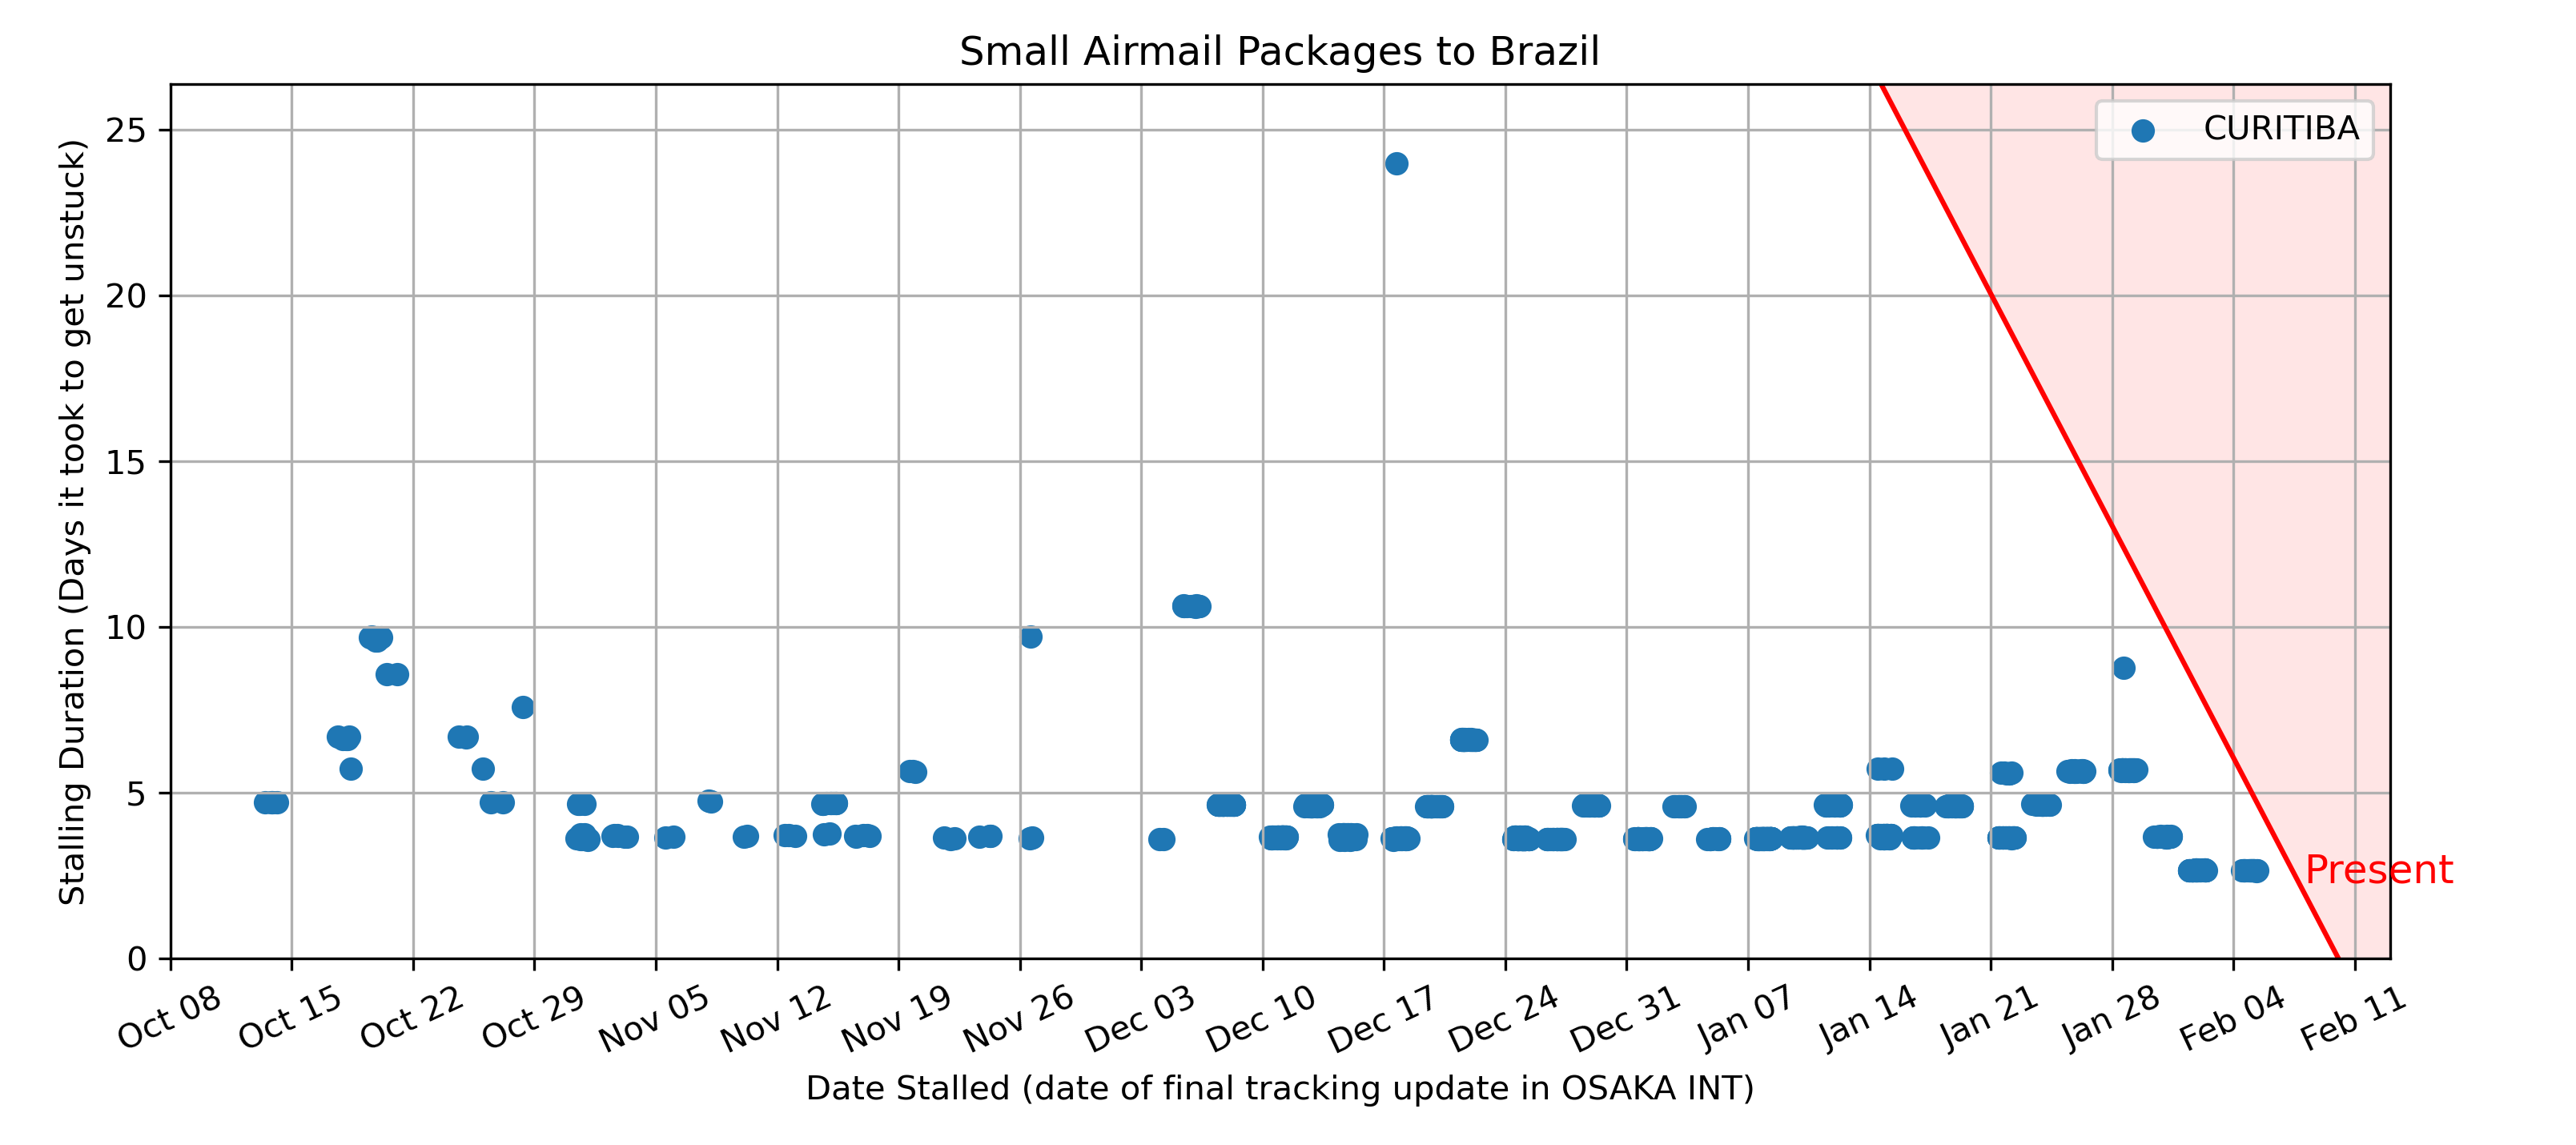 Small Airmail Packages to Brazil
CURITIBA
Stalling Duration (Days it took to get unstuck)
25
20
15
10
5
0
Present
Oct 08 Oct 15 Oct 22 Oct 29 Nov 05 Nov 12 Nov 19 Nov 26 Dec 03 Dec 10 Dec 17 Dec 24 Dec 31 Jan 07 Jan 14 Jan 21 Jan 28 Feb 04 Feb 11
Date Stalled (date of final tracking update in OSAKA INT)